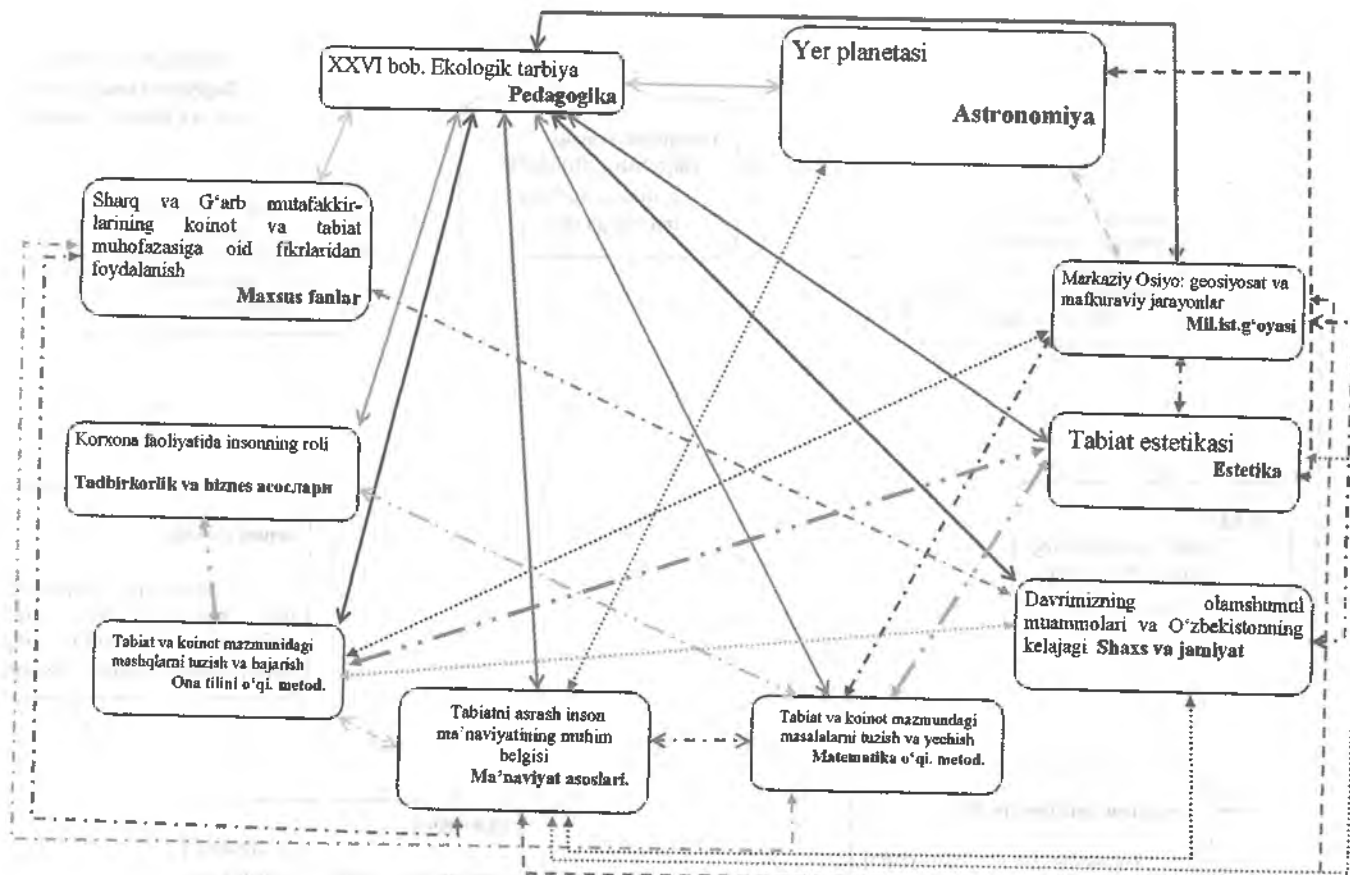 XXVI bob. Ekologik tarbiya
Pedagogika
Yer planetasi
Astronomiya
Sharq va G‘arb mutafakkir-
larining koinot va tabiat
muhofazasiga oid fikrlaridan
foydalanish
Maxsus fanlar
Markaziy Osiyo: geosiyosat va
mafkuraviy jarayonlar
Mil.ist.g‘oyasi
Korxona faoliyatida insonning roli
Tadbirkorlik va biznes асослари
Tabiat estetikasi
Estetika
Davrimizning olamshumul
muammolari va O‘zbekistonning
kelajagi Shaxs va jamiyat
Tabiat va koinot mazmunidagi
mashqlarni tuzish va bajarish
Ona tilini o‘qi. metod.
Tabiatni asrash inson
ma’naviyatining muhim
belgisi
Ma’naviyat asoslari.
Tabiat va koinot mazmundagi
masalalarni tuzish va yechish
Matematika o‘qi. metod.